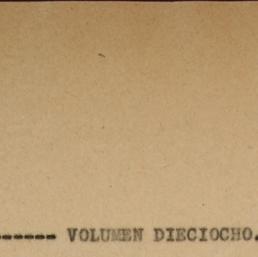 ------ VOLUMEN DIECIOCHO.